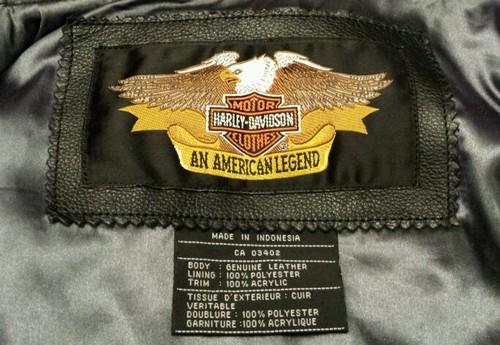 MOTOR
HARLEY-DAVIDSON
CLOTHES
®
AN AMERICAN LEGEND
MADE IN INDONESIA
CA 03402
BODY : GENUINE LEATHER
LINING : 100% POLYESTER
TRIM : 100% ACRYLIC
TISSUE D'EXTERIEUR : CUIR
VERITABLE
DOUBLURE : 100% POLYESTER
GARNITURE : 100% ACRYLIQUE